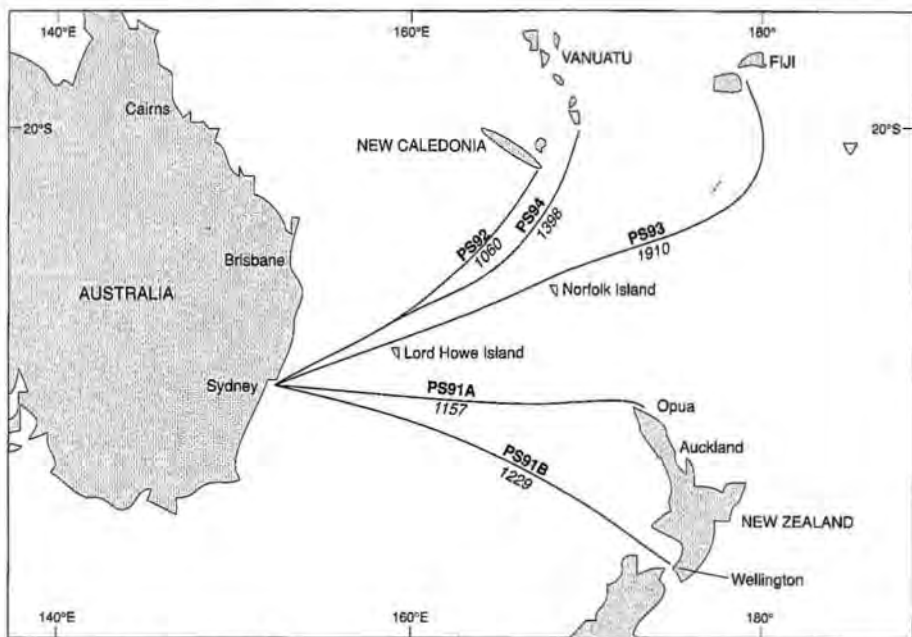 140°E
160°E
180°
VANUATU
FIJI
Cairns
20°S
20°S
NEW CALEDONIA
PS92
1060
PS94
1398
PS93
1910
Brisbane
Norfolk Island
AUSTRALIA
Lord Howe Island
Sydney
PS91A
1157
Opua
Auckland
PS91B
1229
NEW ZEALAND
Wellington
140°E
160°E
180°